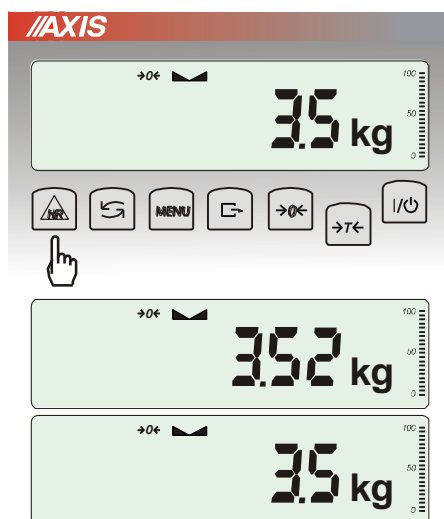 AXIS
→0← 100
3.5 kg 50
0
HR MENU →0← →T← I/⏻
→0← 100
3.52 kg 50
0
→0← 100
3.5 kg 50
0